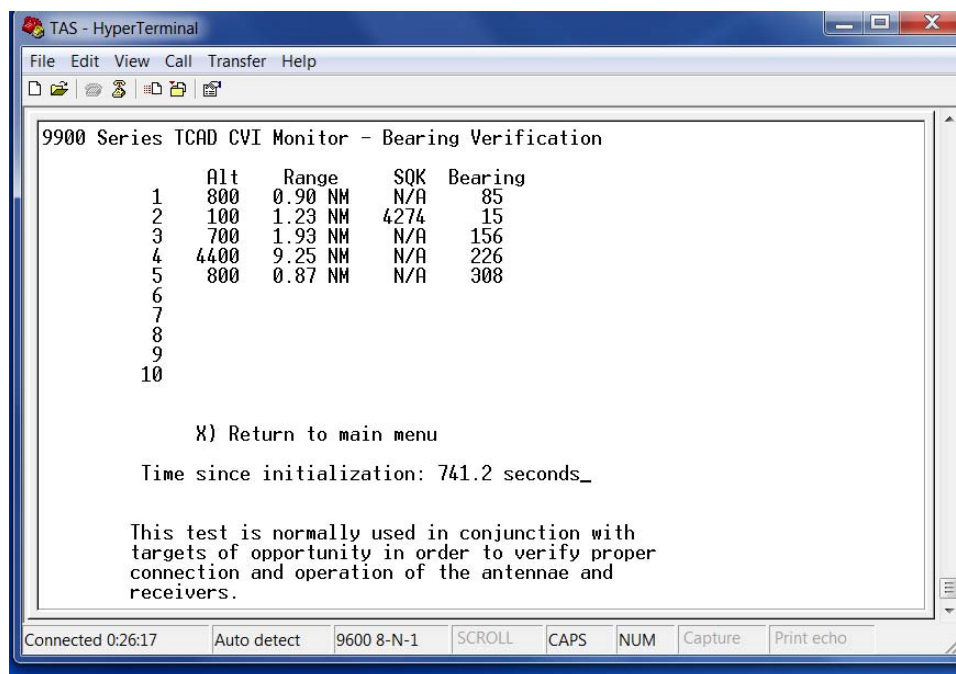 TAS - HyperTerminal
File Edit View Call Transfer Help
9900 Series TCAD CVI Monitor - Bearing Verification
Alt Range SQK Bearing
1 800 0.90 NM N/A 85
2 100 1.23 NM 4274 15
3 700 1.93 NM N/A 156
4 4400 9.25 NM N/A 226
5 800 0.87 NM N/A 308
6
7
8
9
10
X) Return to main menu
Time since initialization: 741.2 seconds_
This test is normally used in conjunction with
targets of opportunity in order to verify proper
connection and operation of the antennae and
receivers.
Connected 0:26:17 Auto detect 9600 8-N-1 SCROLL CAPS NUM Capture Print echo